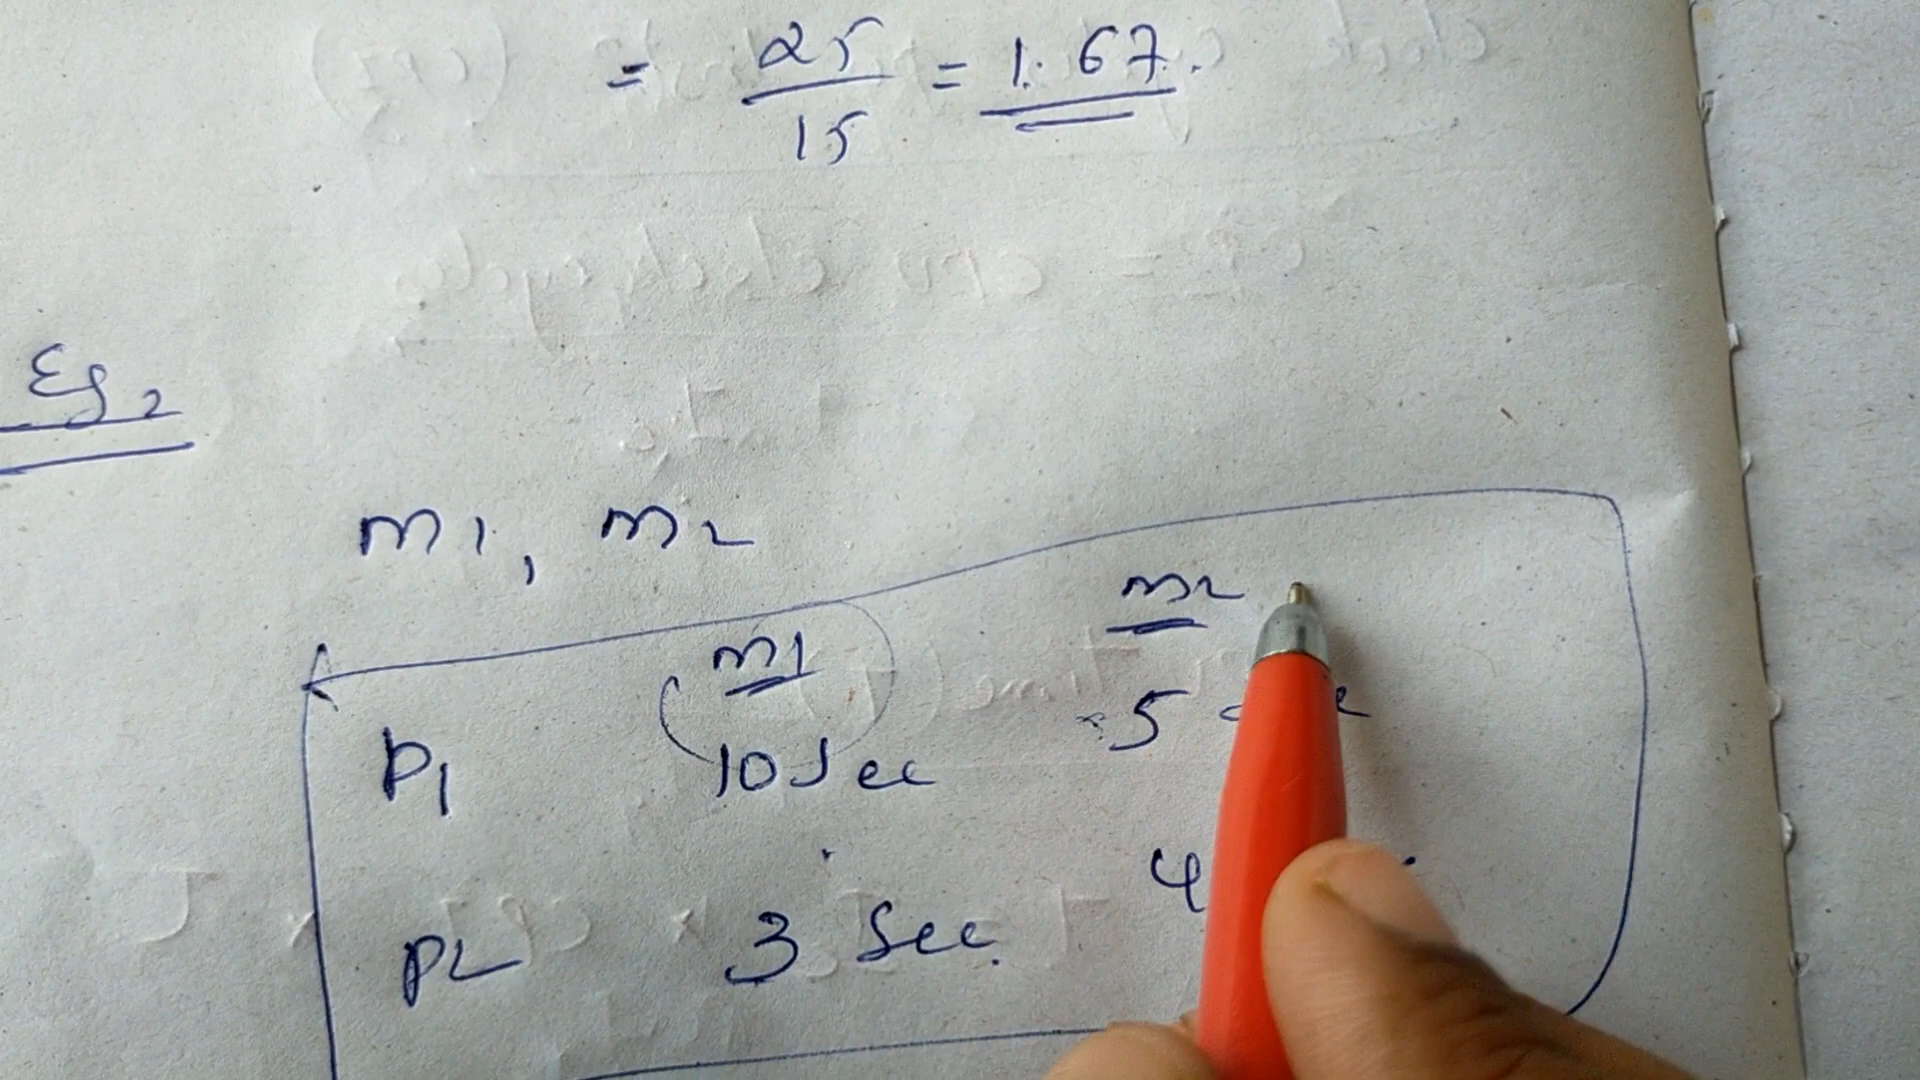 = 25/15 = 1.67.
Eg 2
m1, m2
m1 m2
P1 10 Sec 5
P2 3 Sec. 4